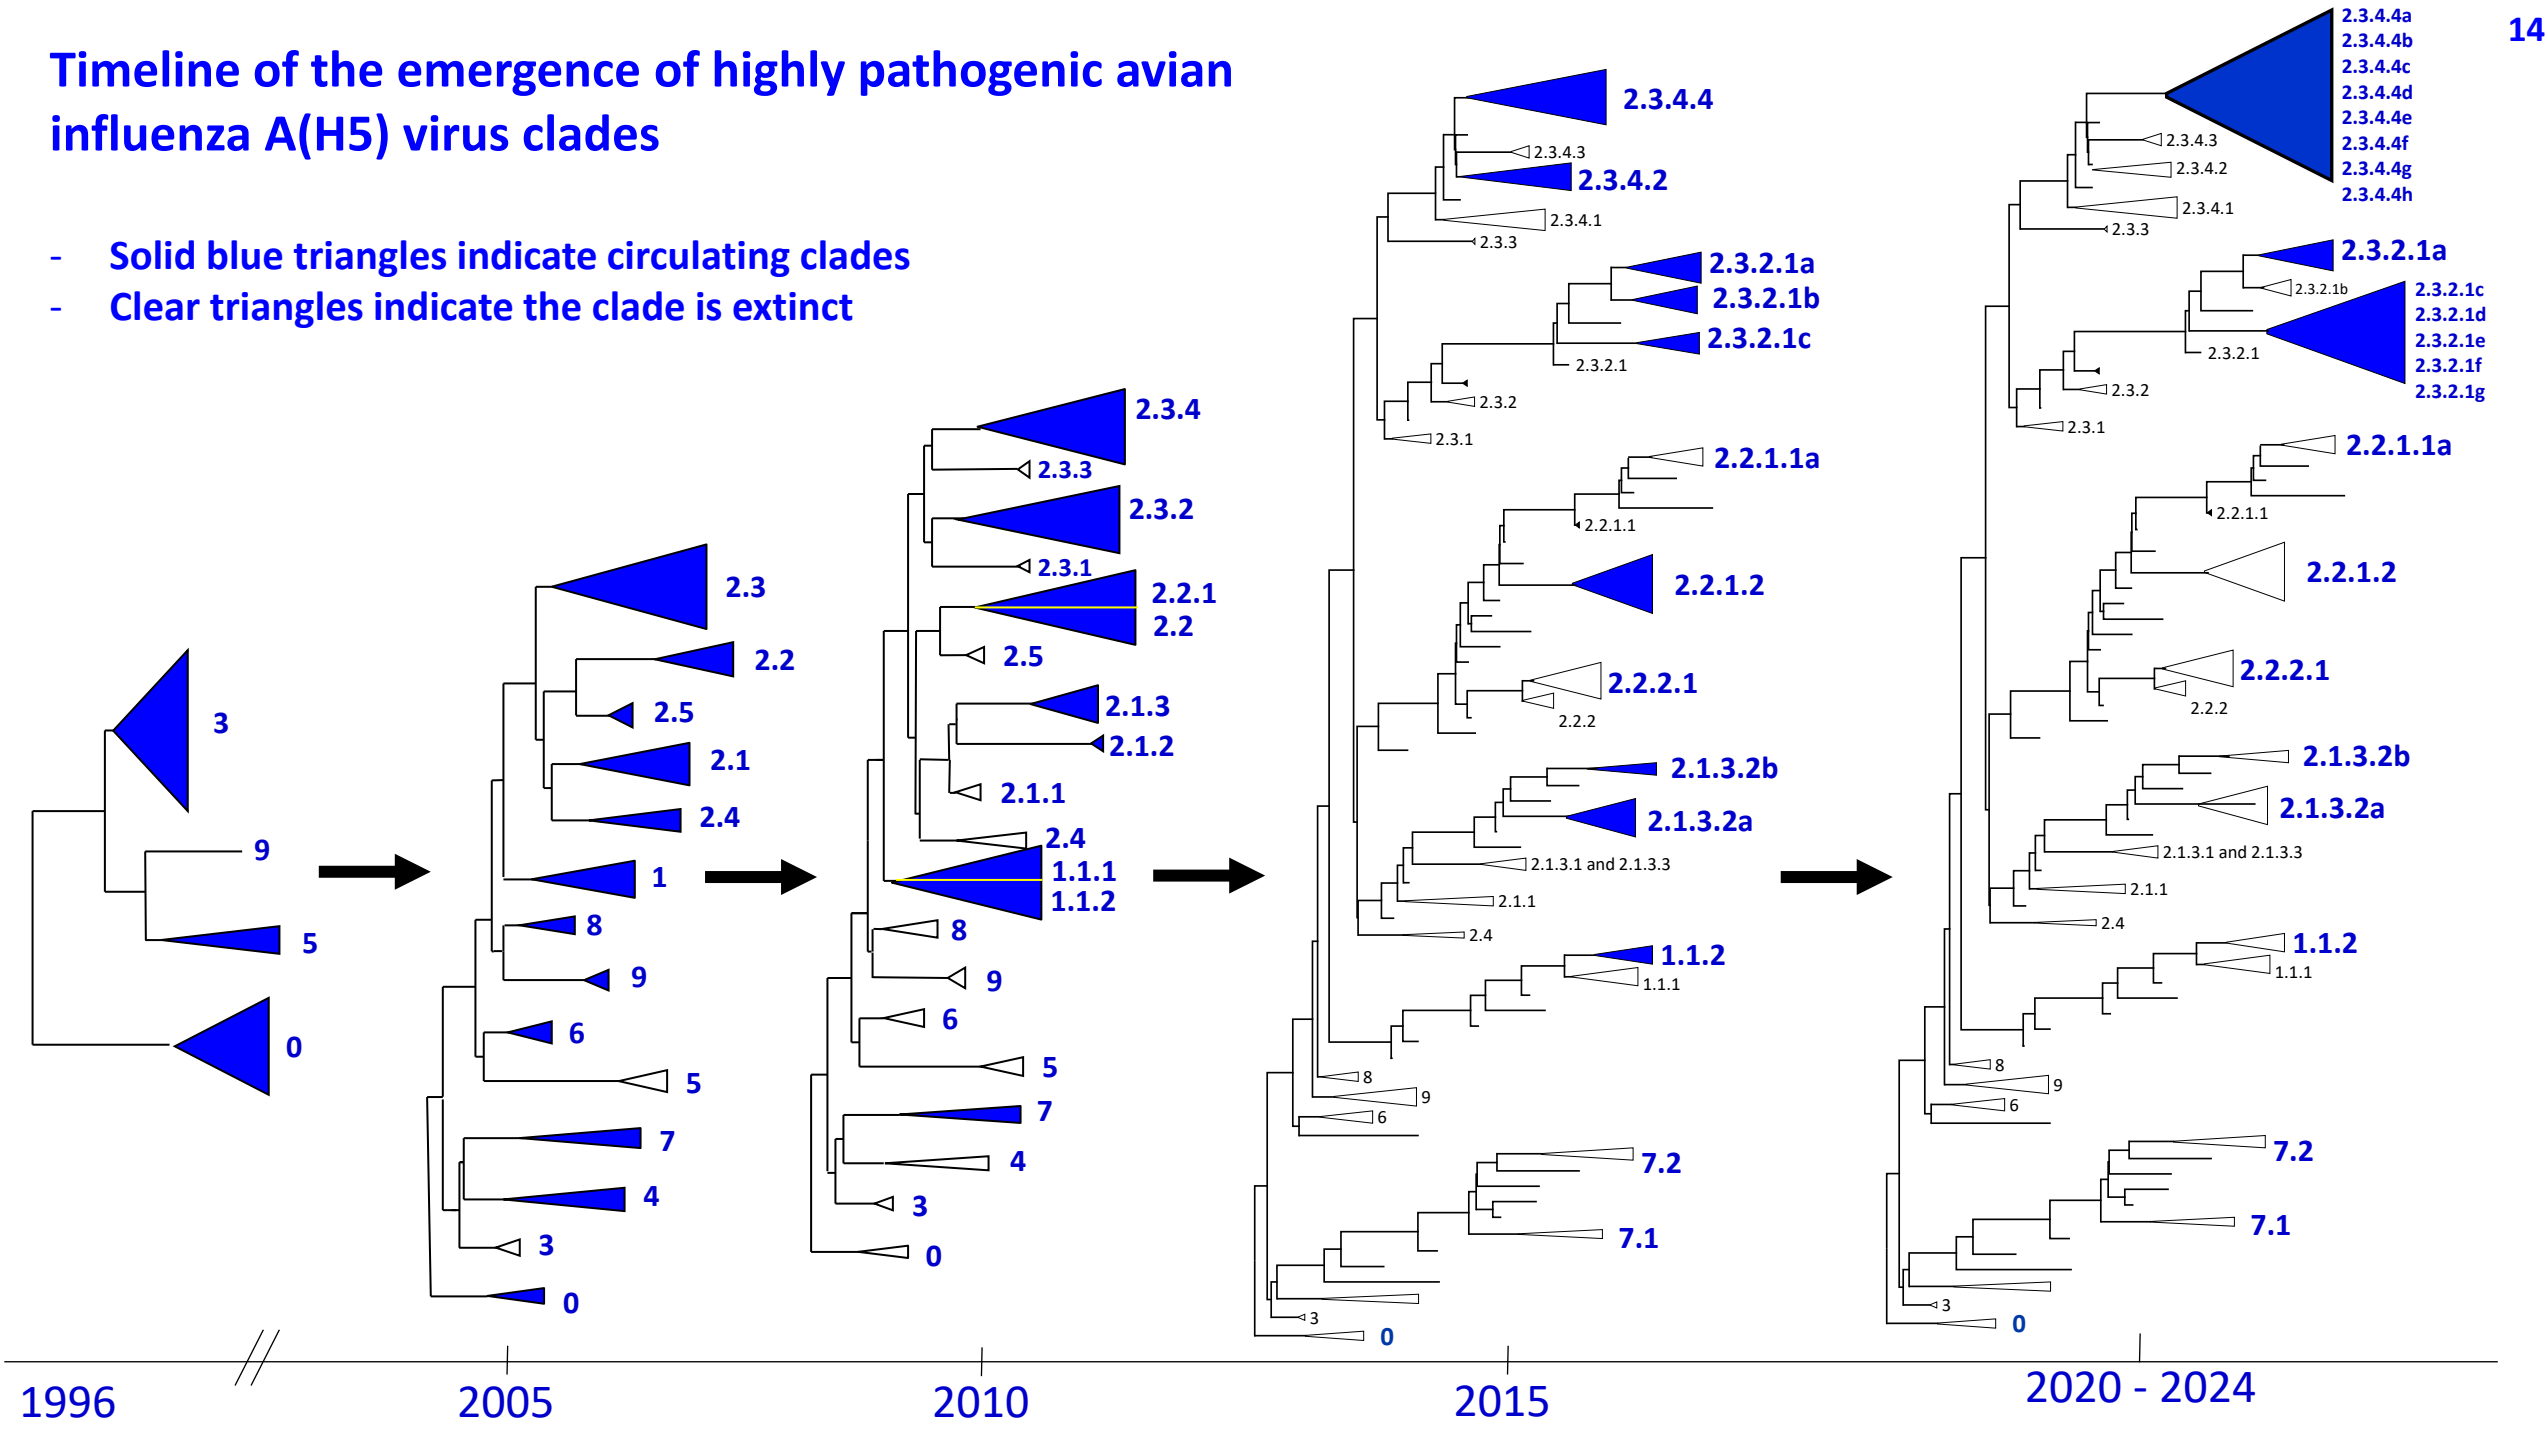 14
Timeline of the emergence of highly pathogenic avian
influenza A(H5) virus clades
- Solid blue triangles indicate circulating clades
- Clear triangles indicate the clade is extinct
3
9
5
0
2.3
2.2
2.5
2.1
2.4
1
8
9
6
5
7
4
3
0
2.3.4
2.3.3
2.3.2
2.3.1
2.2.1
2.2
2.5
2.1.3
2.1.2
2.1.1
2.4
1.1.1
1.1.2
8
9
6
5
7
4
3
0
2.3.4.4
2.3.4.3
2.3.4.2
2.3.4.1
2.3.3
2.3.2.1a
2.3.2.1b
2.3.2.1c
2.3.2.1
2.3.2
2.3.1
2.2.1.1a
2.2.1.1
2.2.1.2
2.2.2.1
2.2.2
2.1.3.2b
2.1.3.2a
2.1.3.1 and 2.1.3.3
2.1.1
2.4
1.1.2
1.1.1
8
9
6
7.2
7.1
3
0
2.3.4.4a
2.3.4.4b
2.3.4.4c
2.3.4.4d
2.3.4.4e
2.3.4.4f
2.3.4.4g
2.3.4.4h
2.3.4.3
2.3.4.2
2.3.4.1
2.3.3
2.3.2.1a
2.3.2.1b
2.3.2.1c
2.3.2.1d
2.3.2.1e
2.3.2.1f
2.3.2.1g
2.3.2.1
2.3.2
2.3.1
2.2.1.1a
2.2.1.1
2.2.1.2
2.2.2.1
2.2.2
2.1.3.2b
2.1.3.2a
2.1.3.1 and 2.1.3.3
2.1.1
2.4
1.1.2
1.1.1
8
9
6
7.2
7.1
3
0
1996
2005
2010
2015
2020 - 2024